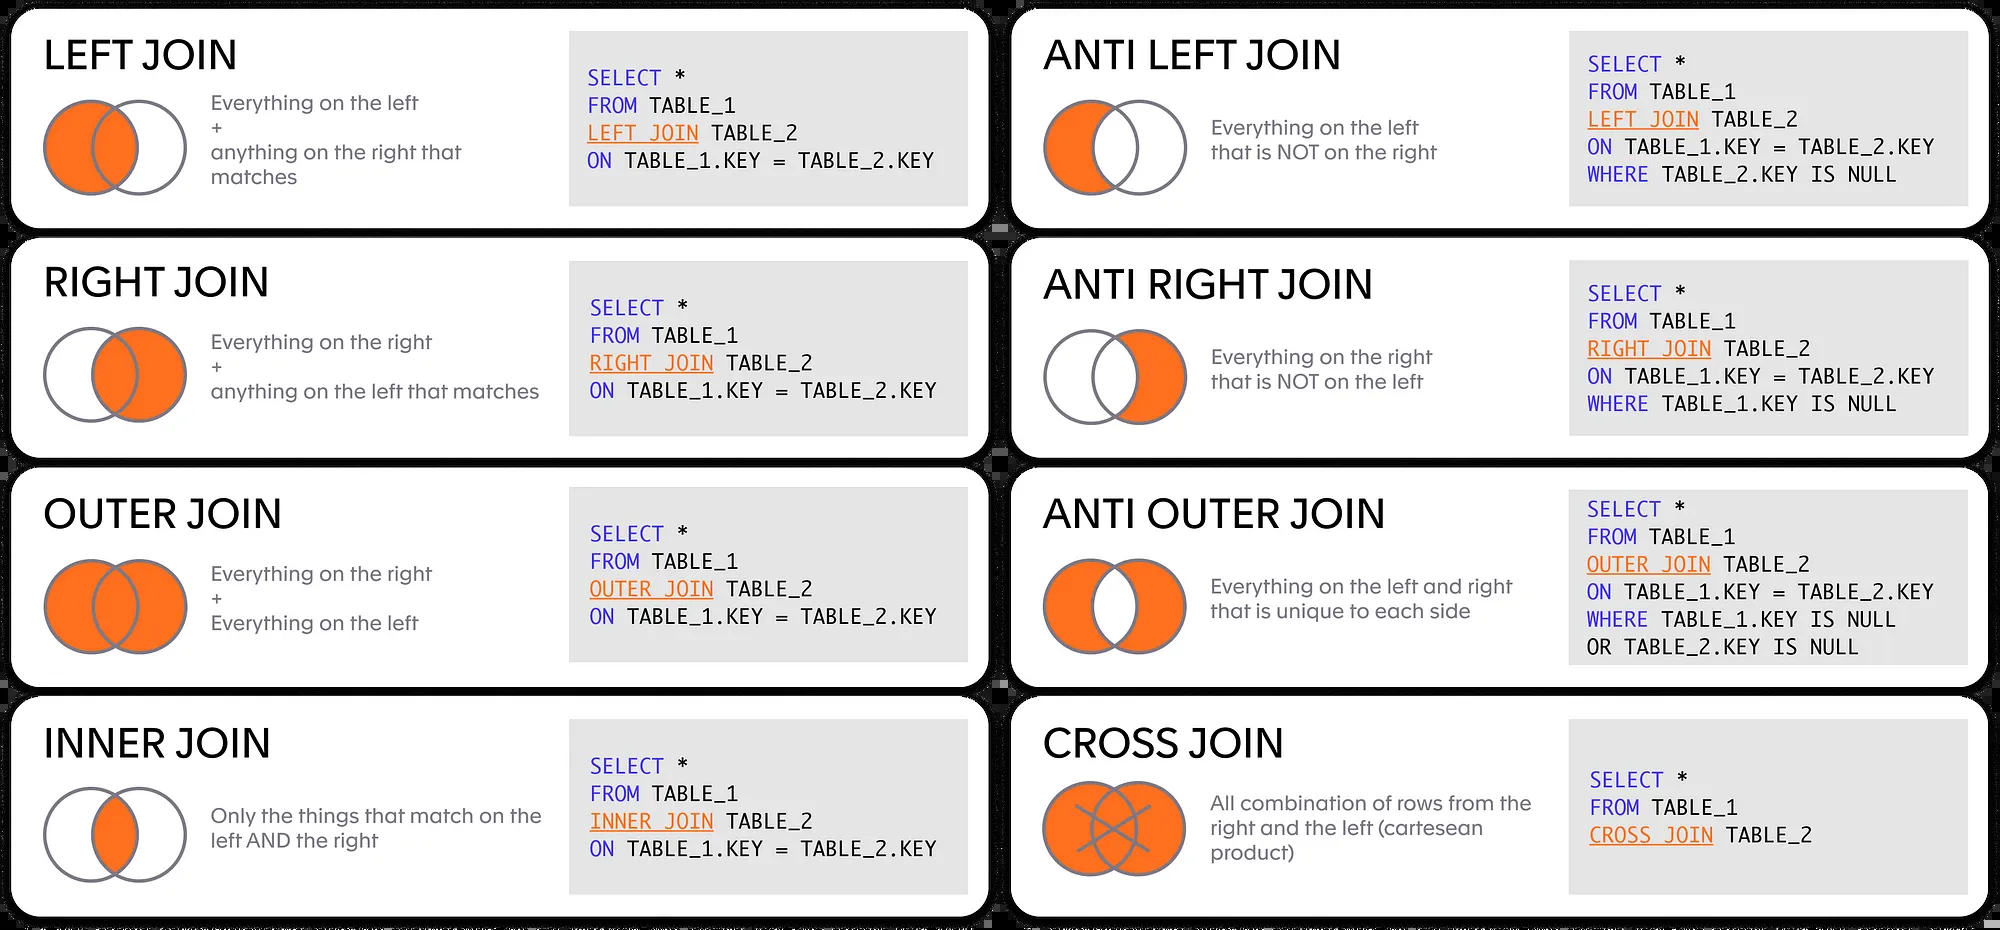 LEFT JOIN
Everything on the left
+
anything on the right that
matches
SELECT *
FROM TABLE_1
LEFT JOIN TABLE_2
ON TABLE_1.KEY = TABLE_2.KEY
ANTI LEFT JOIN
Everything on the left
that is NOT on the right
SELECT *
FROM TABLE_1
LEFT JOIN TABLE_2
ON TABLE_1.KEY = TABLE_2.KEY
WHERE TABLE_2.KEY IS NULL
RIGHT JOIN
Everything on the right
+
anything on the left that matches
SELECT *
FROM TABLE_1
RIGHT JOIN TABLE_2
ON TABLE_1.KEY = TABLE_2.KEY
ANTI RIGHT JOIN
Everything on the right
that is NOT on the left
SELECT *
FROM TABLE_1
RIGHT JOIN TABLE_2
ON TABLE_1.KEY = TABLE_2.KEY
WHERE TABLE_1.KEY IS NULL
OUTER JOIN
Everything on the right
+
Everything on the left
SELECT *
FROM TABLE_1
OUTER JOIN TABLE_2
ON TABLE_1.KEY = TABLE_2.KEY
ANTI OUTER JOIN
Everything on the left and right
that is unique to each side
SELECT *
FROM TABLE_1
OUTER JOIN TABLE_2
ON TABLE_1.KEY = TABLE_2.KEY
WHERE TABLE_1.KEY IS NULL
OR TABLE_2.KEY IS NULL
INNER JOIN
Only the things that match on the
left AND the right
SELECT *
FROM TABLE_1
INNER JOIN TABLE_2
ON TABLE_1.KEY = TABLE_2.KEY
CROSS JOIN
All combination of rows from the
right and the left (cartesean
product)
SELECT *
FROM TABLE_1
CROSS JOIN TABLE_2